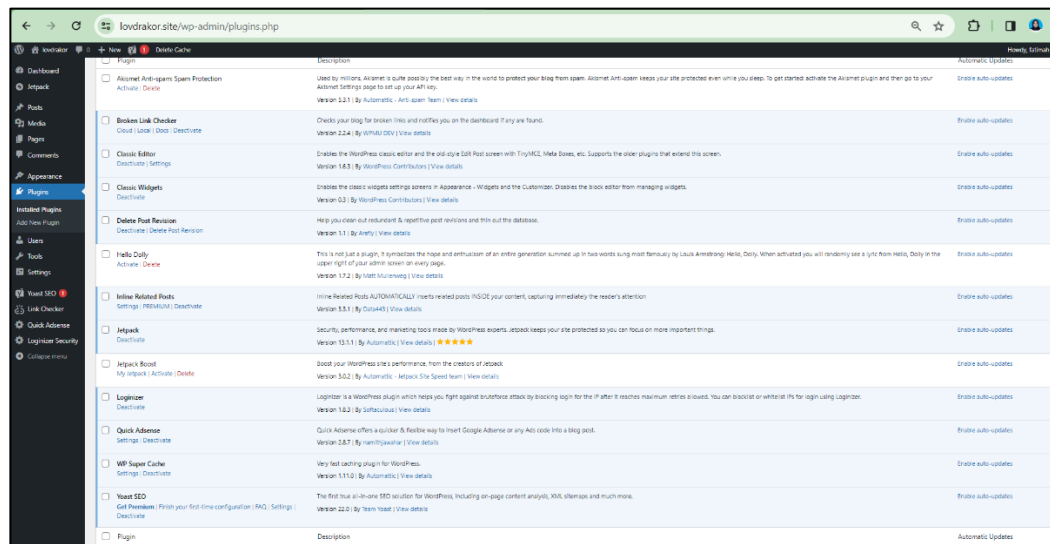 lovdrakor.site/wp-admin/plugins.php
lovdrakor 0 + New 1 Delete Cache Howdy, fatimah
Dashboard
Jetpack
Posts
Media
Pages
Comments
Appearance
Plugins
Installed Plugins
Add New Plugin
Users
Tools
Settings
Yoast SEO 1
Link Checker
Quick Adsense
Loginizer Security
Collapse menu
Plugin Description Automatic Updates
Akismet Anti-spam: Spam Protection
Activate | Delete
Used by millions, Akismet is quite possibly the best way in the world to protect your blog from spam. Akismet Anti-spam keeps your site protected even while you sleep. To get started: activate the Akismet plugin and then go to your
Akismet Settings page to set up your API key.
Version 5.3.1 | By Automattic - Anti-spam Team | View details
Enable auto-updates
Broken Link Checker
Cloud | Local | Docs | Deactivate
Checks your blog for broken links and notifies you on the dashboard if any are found.
Version 2.2.4 | By WPMU DEV | View details
Enable auto-updates
Classic Editor
Deactivate | Settings
Enables the WordPress classic editor and the old-style Edit Post screen with TinyMCE, Meta Boxes, etc. Supports the older plugins that extend this screen.
Version 1.6.3 | By WordPress Contributors | View details
Enable auto-updates
Classic Widgets
Deactivate
Enables the classic widgets settings screens in Appearance - Widgets and the Customizer. Disables the block editor from managing widgets.
Version 0.3 | By WordPress Contributors | View details
Enable auto-updates
Delete Post Revision
Deactivate | Delete Post Revision
Help you clean out redundant & repetitive post revisions and thin out the database.
Version 1.1 | By Arefly | View details
Enable auto-updates
Hello Dolly
Activate | Delete
This is not just a plugin, it symbolizes the hope and enthusiasm of an entire generation summed up in two words sung most famously by Louis Armstrong: Hello, Dolly. When activated you will randomly see a lyric from Hello, Dolly in the
upper right of your admin screen on every page.
Version 1.7.2 | By Matt Mullenweg | View details
Enable auto-updates
Inline Related Posts
Settings | PREMIUM | Deactivate
Inline Related Posts AUTOMATICALLY inserts related posts INSIDE your content, capturing immediately the reader's attention
Version 3.3.1 | By Data443 | View details
Enable auto-updates
Jetpack
Deactivate
Security, performance, and marketing tools made by WordPress experts. Jetpack keeps your site protected so you can focus on more important things.
Version 13.1.1 | By Automattic | View details | ★★★★★
Enable auto-updates
Jetpack Boost
My Jetpack | Activate | Delete
Boost your WordPress site's performance, from the creators of Jetpack
Version 3.0.2 | By Automattic - Jetpack Site Speed team | View details
Enable auto-updates
Loginizer
Deactivate
Loginizer is a WordPress plugin which helps you fight against bruteforce attack by blocking login for the IP after it reaches maximum retries allowed. You can blacklist or whitelist IPs for login using Loginizer.
Version 1.8.3 | By Softaculous | View details
Enable auto-updates
Quick Adsense
Settings | Deactivate
Quick Adsense offers a quicker & flexible way to insert Google Adsense or any Ads code into a blog post.
Version 2.8.7 | By namithjawahar | View details
Enable auto-updates
WP Super Cache
Settings | Deactivate
Very fast caching plugin for WordPress.
Version 1.11.0 | By Automattic | View details
Enable auto-updates
Yoast SEO
Get Premium | Finish your first-time configuration | FAQ | Settings |
Deactivate
The first true all-in-one SEO solution for WordPress, including on-page content analysis, XML sitemaps and much more.
Version 22.0 | By Team Yoast | View details
Enable auto-updates
Plugin Description Automatic Updates